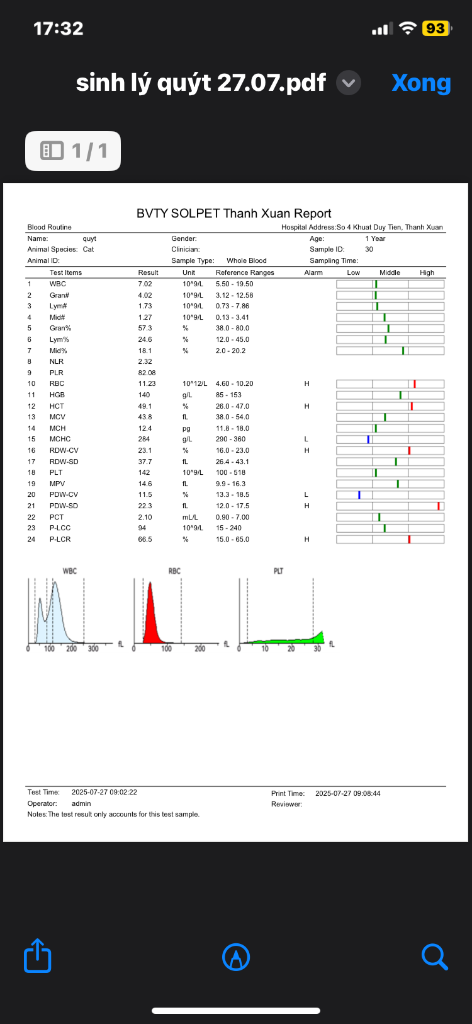 17:32
93
sinh lý quýt 27.07.pdf
Xong
1/1
BVTY SOLPET Thanh Xuan Report
Blood Routine Hospital Address:So 4 Khuat Duy Tien, Thanh Xuan
Name: quyt Gender: Age: 1 Year
Animal Species: Cat Clinician: Sample ID: 30
Animal ID: Sample Type: Whole Blood Sampling Time:
Test Items Result Unit Reference Ranges Alarm Low Middle High
1 WBC 7.02 10^9/L 5.50 - 19.50
2 Gran# 4.02 10^9/L 3.12 - 12.58
3 Lym# 1.73 10^9/L 0.73 - 7.86
4 Mid# 1.27 10^9/L 0.13 - 3.41
5 Gran% 57.3 % 38.0 - 80.0
6 Lym% 24.6 % 12.0 - 45.0
7 Mid% 18.1 % 2.0 - 20.2
8 NLR 2.32
9 PLR 82.08
10 RBC 11.23 10^12/L 4.60 - 10.20 H
11 HGB 140 g/L 85 - 153
12 HCT 49.1 % 26.0 - 47.0 H
13 MCV 43.8 fL 38.0 - 54.0
14 MCH 12.4 pg 11.8 - 18.0
15 MCHC 284 g/L 290 - 360 L
16 RDW-CV 23.1 % 16.0 - 23.0 H
17 RDW-SD 37.7 fL 26.4 - 43.1
18 PLT 142 10^9/L 100 - 518
19 MPV 14.6 fL 9.9 - 16.3
20 PDW-CV 11.5 % 13.3 - 18.5 L
21 PDW-SD 22.3 fL 12.0 - 17.5 H
22 PCT 2.10 mL/L 0.90 - 7.00
23 P-LCC 94 10^9/L 15 - 240
24 P-LCR 66.5 % 15.0 - 65.0 H
WBC RBC PLT
0 100 200 300 fL 0 100 200 fL 0 10 20 30 fL
Test Time: 2025-07-27 09:02:22 Print Time: 2025-07-27 09:08:44
Operator: admin Reviewer:
Notes:The test result only accounts for this test sample.